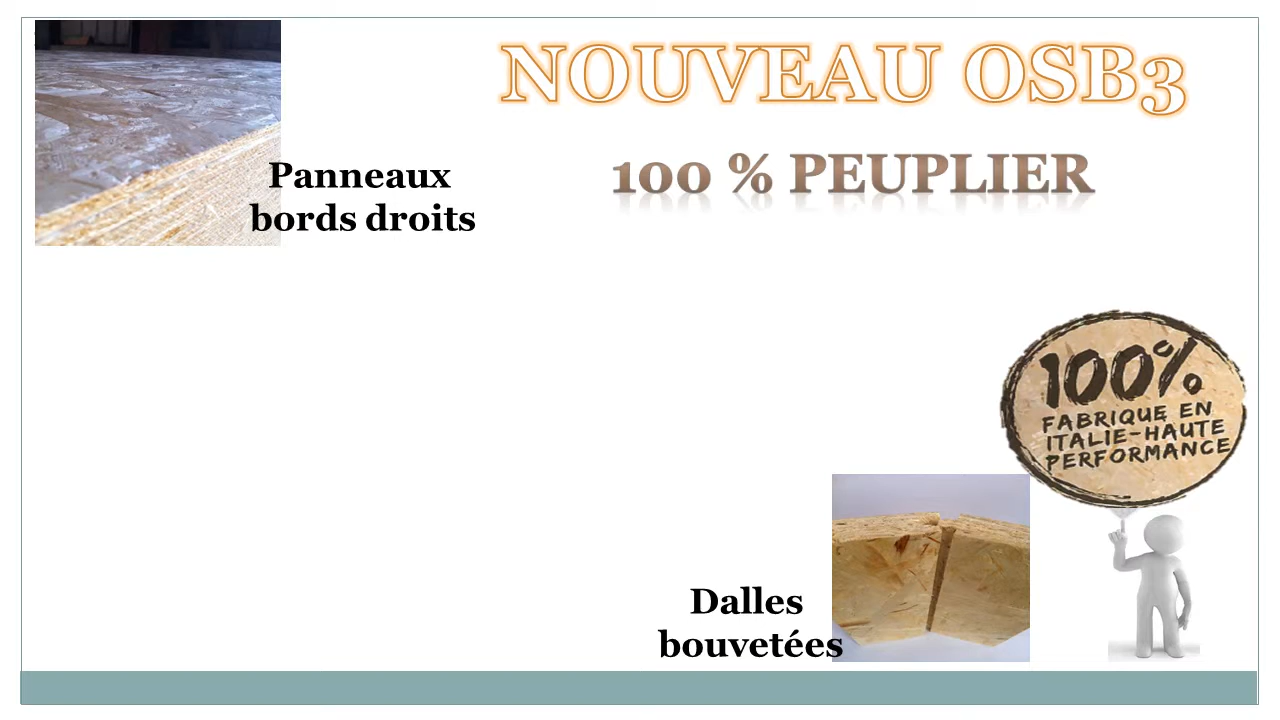 NOUVEAU OSB3
100 % PEUPLIER
Panneaux
bords droits
100%
FABRIQUE EN
ITALIE-HAUTE
PERFORMANCE
Dalles
bouvetées